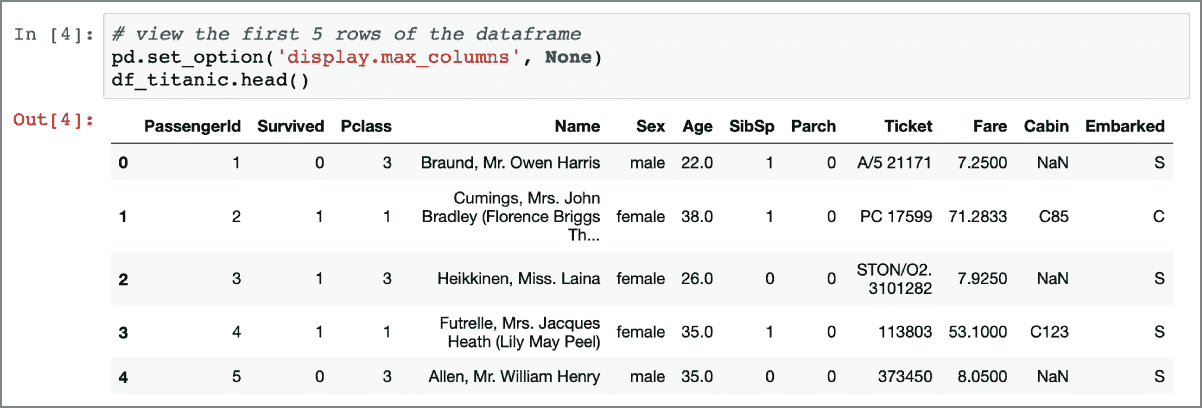 In [4]: # view the first 5 rows of the dataframe
pd.set_option('display.max_columns', None)
df_titanic.head()
Out[4]:
PassengerId Survived Pclass Name Sex Age SibSp Parch Ticket Fare Cabin Embarked
0 1 0 3 Braund, Mr. Owen Harris male 22.0 1 0 A/5 21171 7.2500 NaN S
Cumings, Mrs. John
1 2 1 1 Bradley (Florence Briggs female 38.0 1 0 PC 17599 71.2833 C85 C
Th...
2 3 1 3 Heikkinen, Miss. Laina female 26.0 0 0 STON/O2. 7.9250 NaN S
3101282
3 4 1 1 Futrelle, Mrs. Jacques female 35.0 1 0 113803 53.1000 C123 S
Heath (Lily May Peel)
4 5 0 3 Allen, Mr. William Henry male 35.0 0 0 373450 8.0500 NaN S